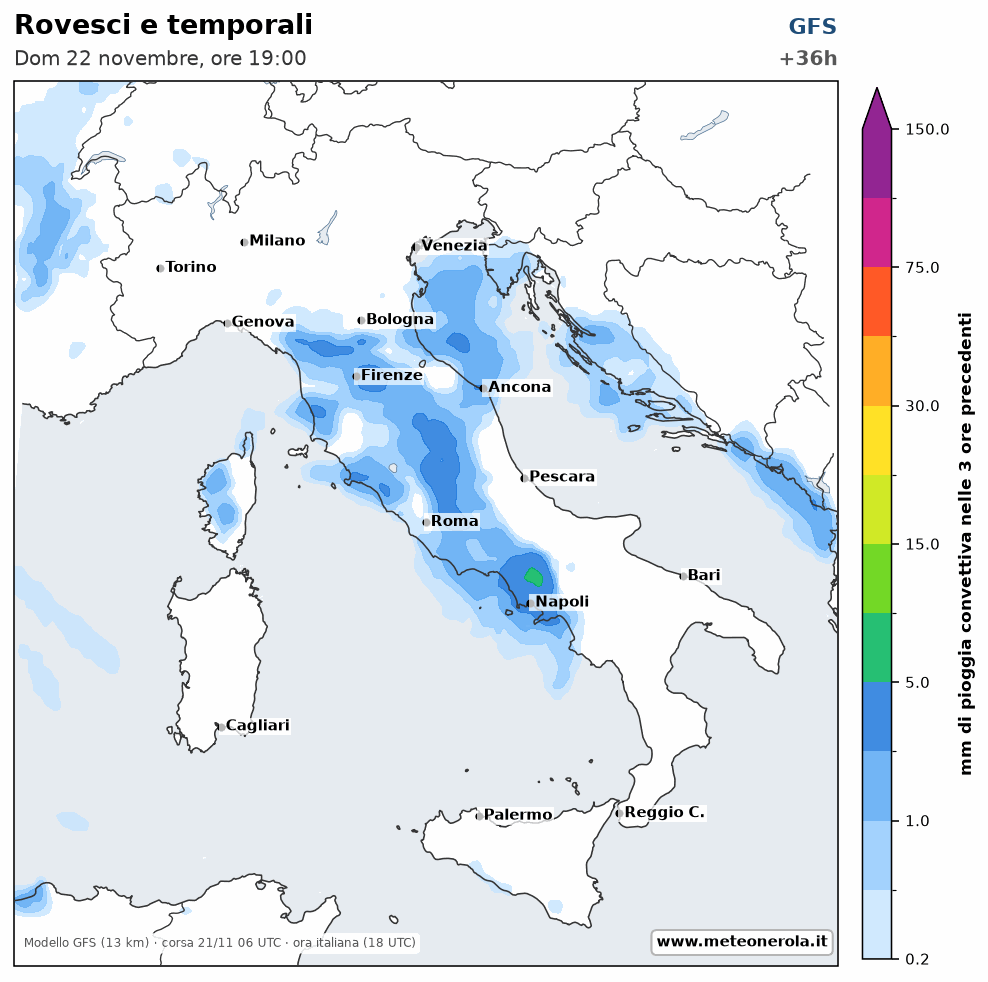 Rovesci e temporali
GFS
Dom 22 novembre, ore 19:00
+36h
150.0
75.0
30.0
15.0
5.0
1.0
0.2
mm di pioggia convettiva nelle 3 ore precedenti
Milano
Venezia
Torino
Genova
Bologna
Firenze
Ancona
Pescara
Roma
Bari
Napoli
Cagliari
Palermo
Reggio C.
Modello GFS (13 km) · corsa 21/11 06 UTC · ora italiana (18 UTC)
www.meteonerola.it